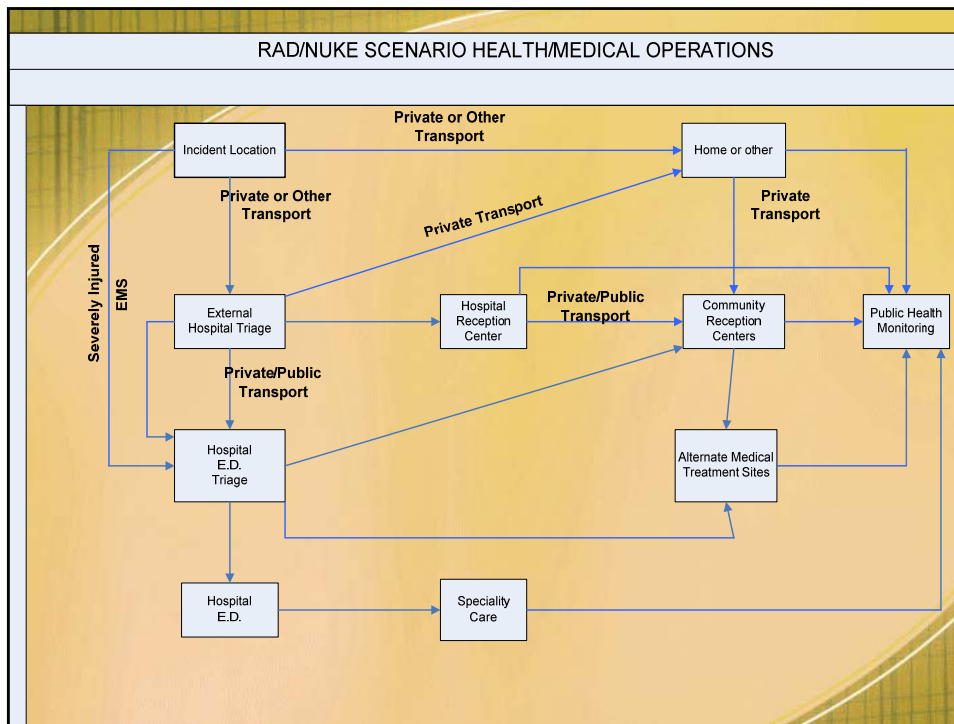 RAD/NUKE SCENARIO HEALTH/MEDICAL OPERATIONS
Private or Other
Transport
Incident Location
Home or other
Private or Other
Transport
Private Transport
Private
Transport
Severely Injured
EMS
External
Hospital Triage
Hospital
Reception
Center
Private/Public
Transport
Community
Reception
Centers
Public Health
Monitoring
Private/Public
Transport
Hospital
E.D.
Triage
Alternate Medical
Treatment Sites
Hospital
E.D.
Speciality
Care